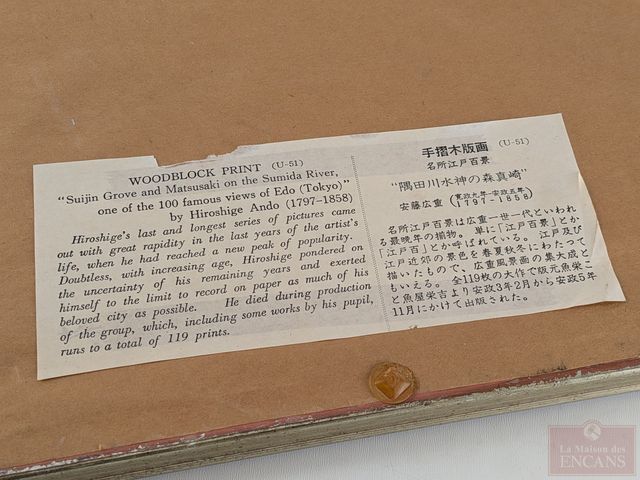 WOODBLOCK PRINT (U-51)
"Suijin Grove and Matsusaki on the Sumida River,
one of the 100 famous views of Edo (Tokyo)"
by Hiroshige Ando (1797-1858)
Hiroshige's last and longest series of pictures came
out with great rapidity in the last years of the artist's
life, when he had reached a new peak of popularity.
Doubtless, with increasing age, Hiroshige pondered on
the uncertainty of his remaining years and exerted
himself to the limit to record on paper as much of his
beloved city as possible. He died during production
of the group, which, including some works by his pupil,
runs to a total of 119 prints.
手摺木版画 (U-51)
名所江戸百景
"隅田川水神の森真崎"
安藤広重 (寛政九年-安政五年 1797-1858)
名所江戸百景は広重一世一代といわれ
る最晩年の揃物。単に「江戸百景」とか
「江戸百」とか呼ばれている。江戸及び
江戸近郊の景色を春夏秋冬にわたって
描いたもので、広重風景画の集大成と
もいえる。全119枚の大作で版元魚栄こ
と魚屋栄吉より安政3年2月から安政5年
11月にかけて出版された。
La Maison des
ENCANS